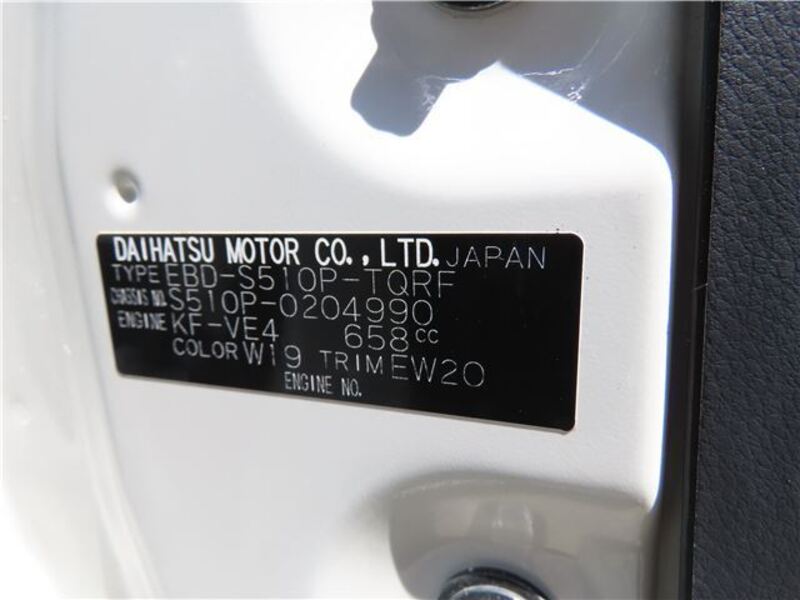 DAIHATSU MOTOR CO., LTD. JAPAN
TYPE EBD-S510P-TQRF
CHASSIS NO. S510P-0204990
ENGINE KF-VE4 658cc
COLOR W19 TRIM EW20
ENGINE NO.